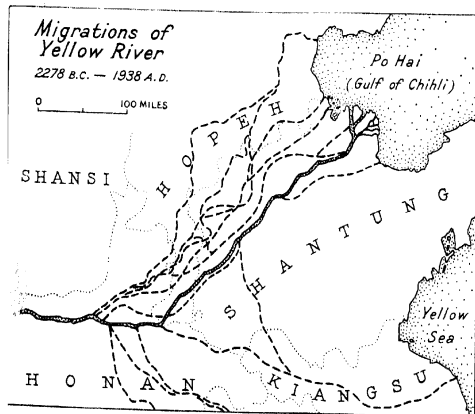 Migrations of
Yellow River
2278 B.C. — 1938 A.D.
0 100 MILES
Po Hai
(Gulf of Chihli)
HOPEH
SHANSI
SHANTUNG
Yellow
Sea
HONAN
KIANGSU